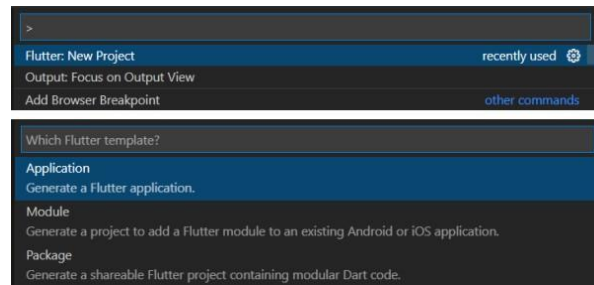 >
Flutter: New Project recently used
Output: Focus on Output View
Add Browser Breakpoint other commands
Which Flutter template?
Application
Generate a Flutter application.
Module
Generate a project to add a Flutter module to an existing Android or iOS application.
Package
Generate a shareable Flutter project containing modular Dart code.